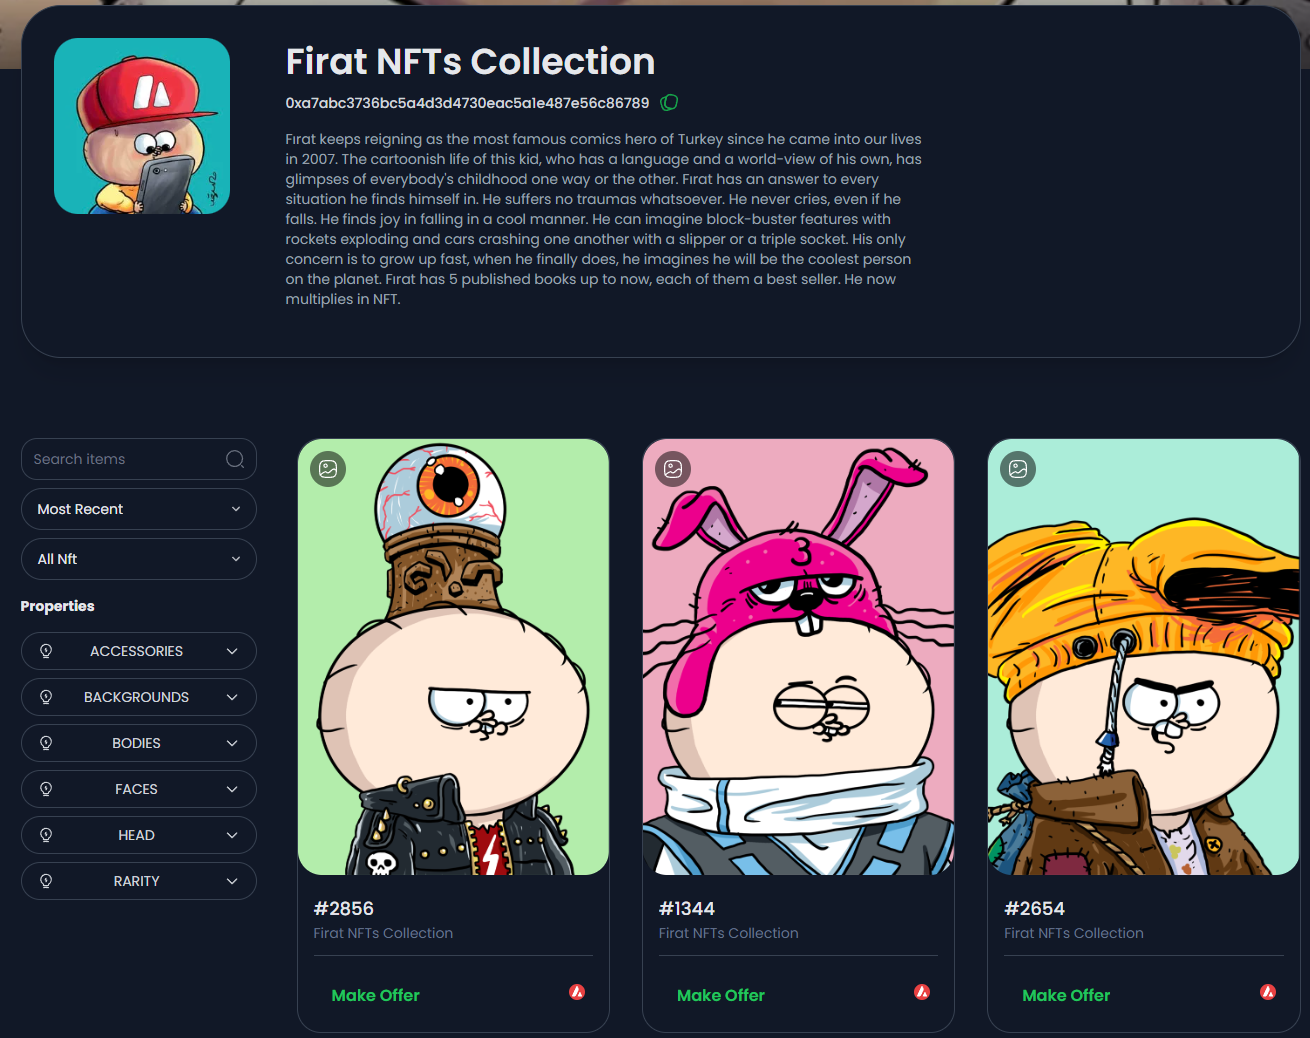 Firat NFTs Collection
0xa7abc3736bc5a4d3d4730eac5a1e487e56c86789
Fırat keeps reigning as the most famous comics hero of Turkey since he came into our lives
in 2007. The cartoonish life of this kid, who has a language and a world-view of his own, has
glimpses of everybody's childhood one way or the other. Fırat has an answer to every
situation he finds himself in. He suffers no traumas whatsoever. He never cries, even if he
falls. He finds joy in falling in a cool manner. He can imagine block-buster features with
rockets exploding and cars crashing one another with a slipper or a triple socket. His only
concern is to grow up fast, when he finally does, he imagines he will be the coolest person
on the planet. Fırat has 5 published books up to now, each of them a best seller. He now
multiplies in NFT.
Search items
Most Recent
All Nft
Properties
ACCESSORIES
BACKGROUNDS
BODIES
FACES
HEAD
RARITY
3
#2856
Firat NFTs Collection
Make Offer
#1344
Firat NFTs Collection
Make Offer
#2654
Firat NFTs Collection
Make Offer